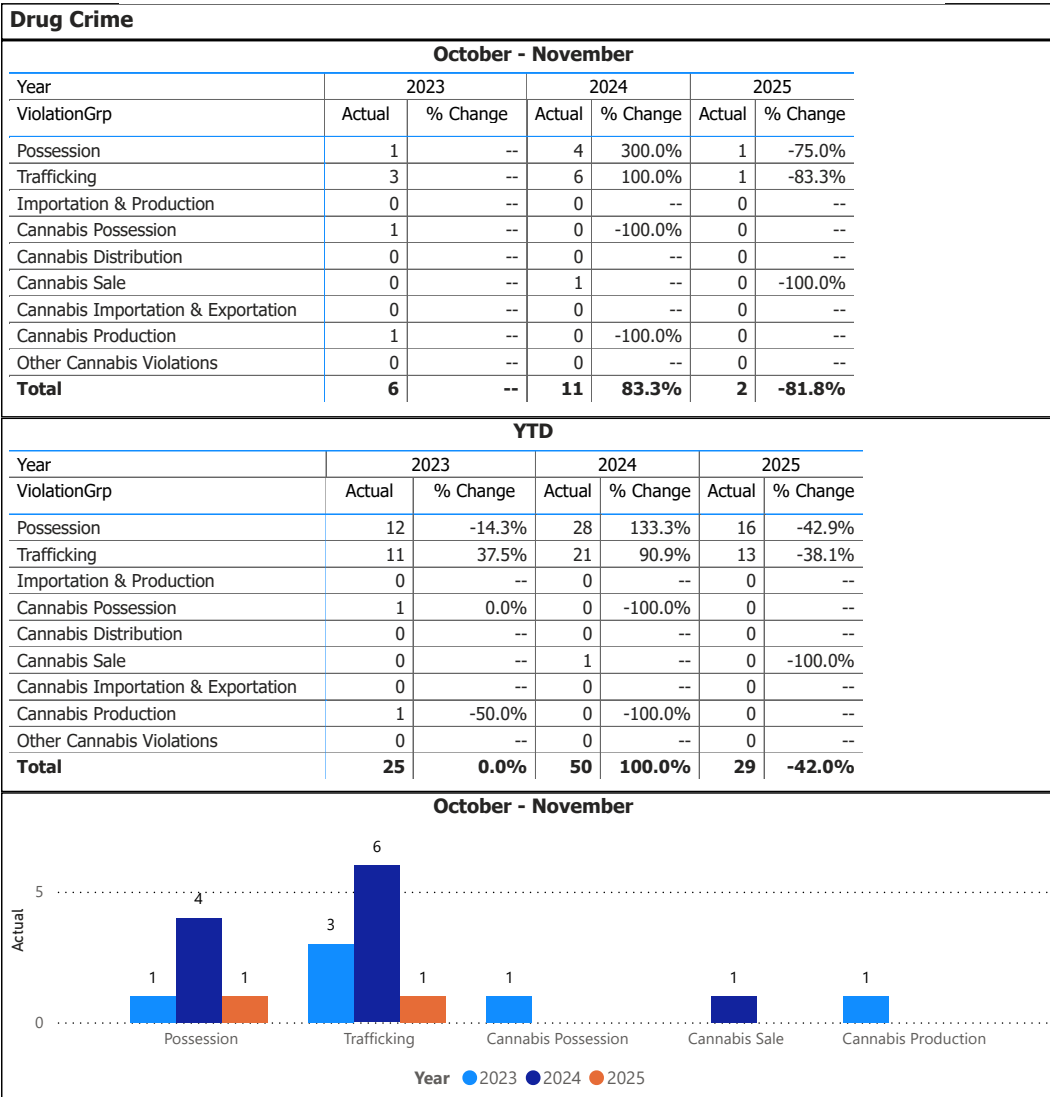 Drug Crime
October - November
Year 2023 2024 2025
ViolationGrp Actual % Change Actual % Change Actual % Change
Possession 1 -- 4 300.0% 1 -75.0%
Trafficking 3 -- 6 100.0% 1 -83.3%
Importation & Production 0 -- 0 -- 0 --
Cannabis Possession 1 -- 0 -100.0% 0 --
Cannabis Distribution 0 -- 0 -- 0 --
Cannabis Sale 0 -- 1 -- 0 -100.0%
Cannabis Importation & Exportation 0 -- 0 -- 0 --
Cannabis Production 1 -- 0 -100.0% 0 --
Other Cannabis Violations 0 -- 0 -- 0 --
Total 6 -- 11 83.3% 2 -81.8%
YTD
Year 2023 2024 2025
ViolationGrp Actual % Change Actual % Change Actual % Change
Possession 12 -14.3% 28 133.3% 16 -42.9%
Trafficking 11 37.5% 21 90.9% 13 -38.1%
Importation & Production 0 -- 0 -- 0 --
Cannabis Possession 1 0.0% 0 -100.0% 0 --
Cannabis Distribution 0 -- 0 -- 0 --
Cannabis Sale 0 -- 1 -- 0 -100.0%
Cannabis Importation & Exportation 0 -- 0 -- 0 --
Cannabis Production 1 -50.0% 0 -100.0% 0 --
Other Cannabis Violations 0 -- 0 -- 0 --
Total 25 0.0% 50 100.0% 29 -42.0%
October - November
Actual
5
0
1 4 1
3 6 1
1
1
1
Possession Trafficking Cannabis Possession Cannabis Sale Cannabis Production
Year 2023 2024 2025